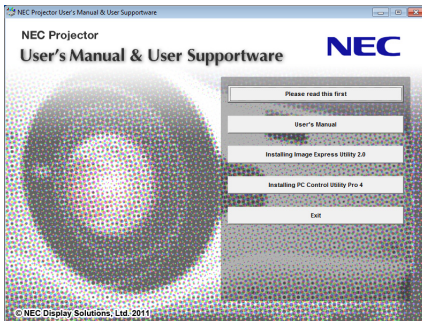 NEC Projector User's Manual & User Supportware
NEC Projector
User's Manual & User Supportware
NEC
Please read this first
User's Manual
Installing Image Express Utility 2.0
Installing PC Control Utility Pro 4
Exit
© NEC Display Solutions, Ltd. 2011